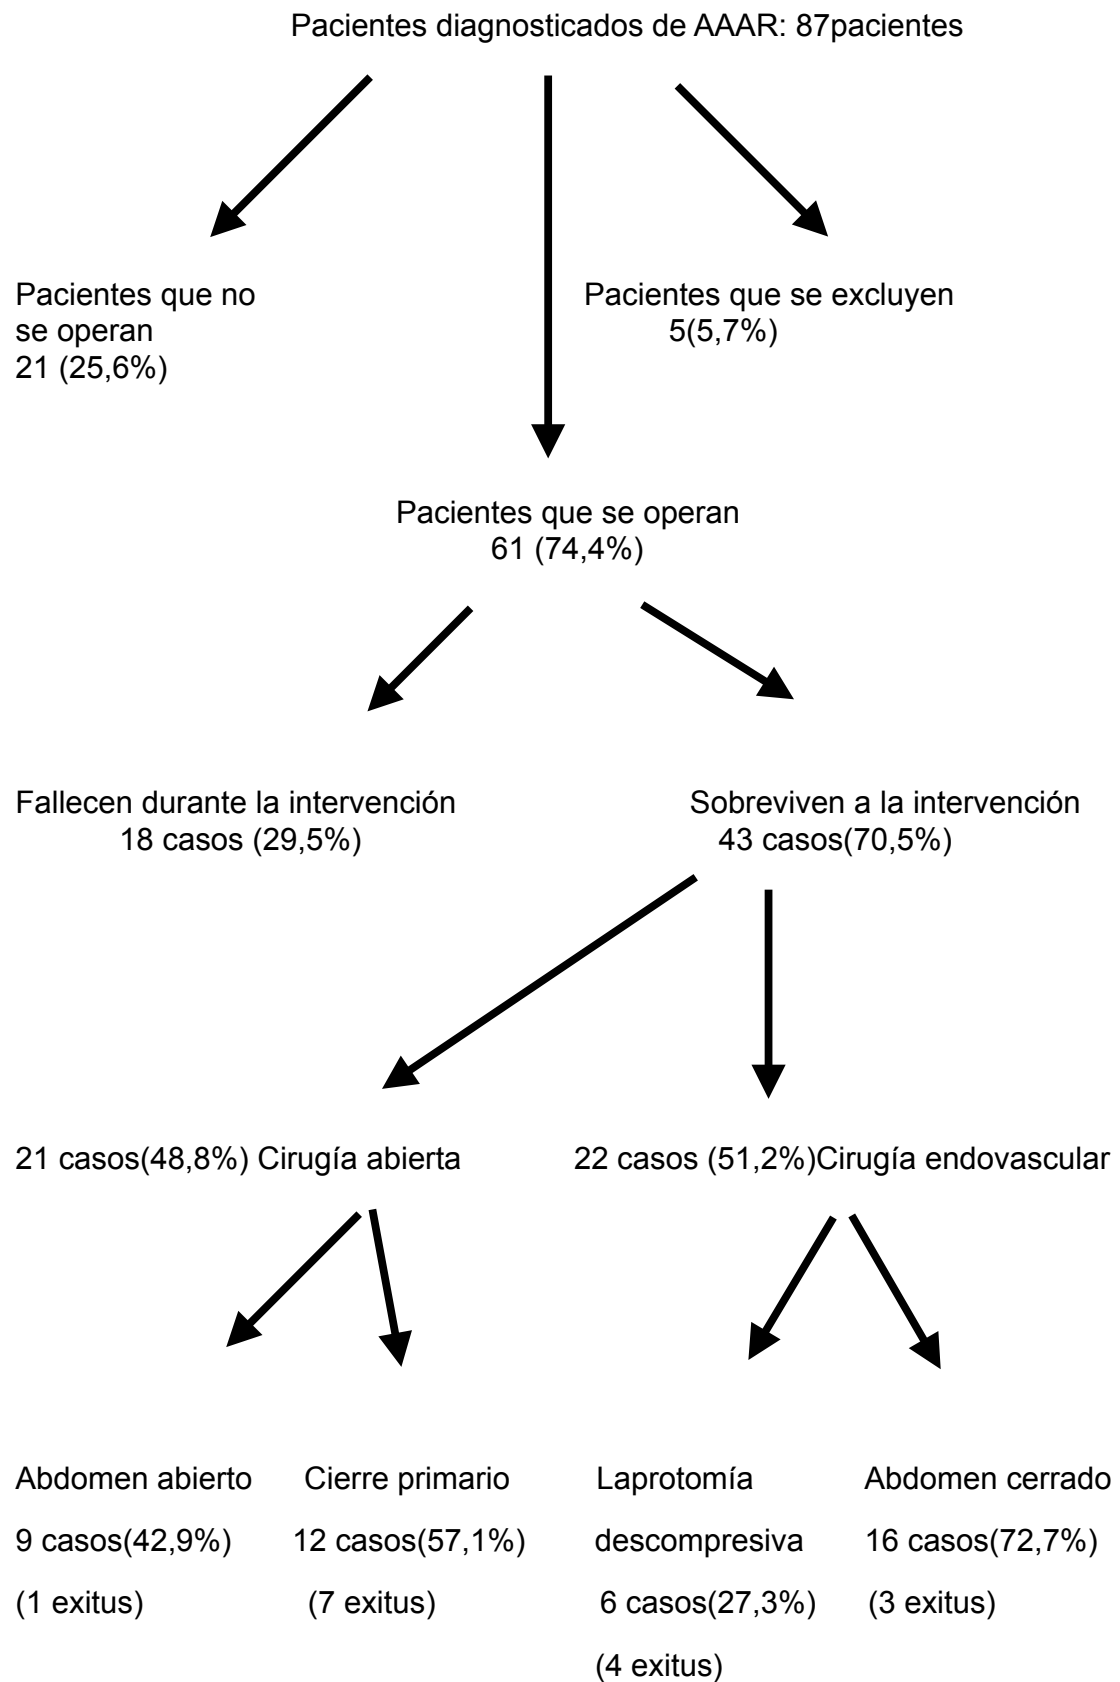 Pacientes diagnosticados de AAAR: 87pacientes
Pacientes que no
se operan
21 (25,6%)
Pacientes que se excluyen
5(5,7%)
Pacientes que se operan
61 (74,4%)
Fallecen durante la intervención
18 casos (29,5%)
Sobreviven a la intervención
43 casos(70,5%)
21 casos(48,8%) Cirugía abierta
22 casos (51,2%)Cirugía endovascular
Abdomen abierto
9 casos(42,9%)
(1 exitus)
Cierre primario
12 casos(57,1%)
(7 exitus)
Laprotomía
descompresiva
6 casos(27,3%)
(4 exitus)
Abdomen cerrado
16 casos(72,7%)
(3 exitus)